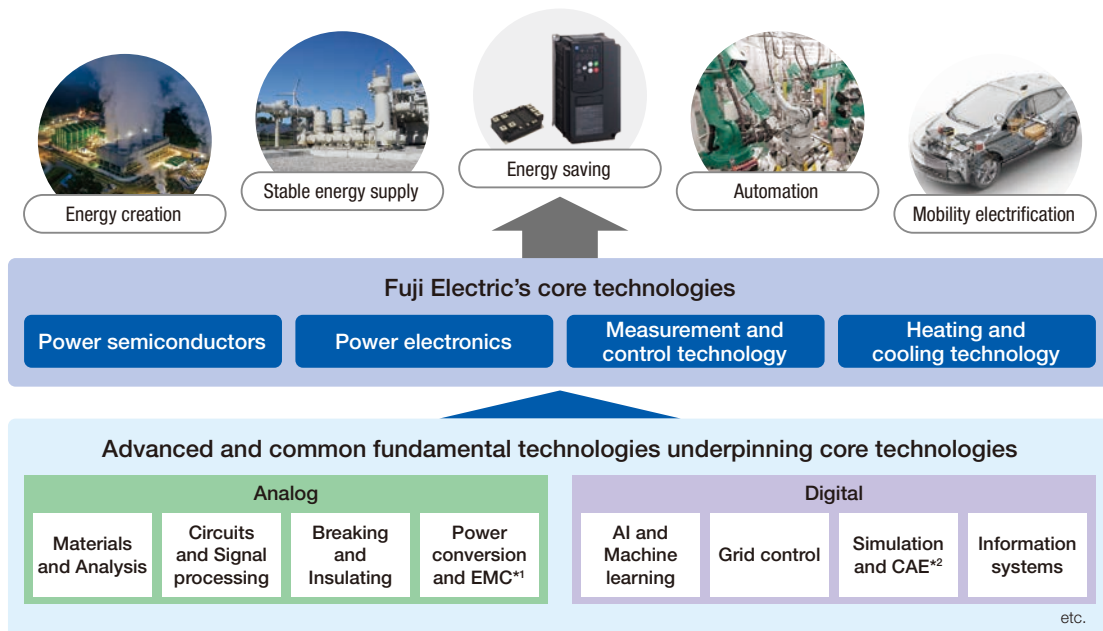 Energy creation
Stable energy supply
Energy saving
Automation
Mobility electrification
Fuji Electric's core technologies
Power semiconductors
Power electronics
Measurement and
control technology
Heating and
cooling technology
Advanced and common fundamental technologies underpinning core technologies
Analog
Materials
and Analysis
Circuits
and Signal
processing
Breaking
and
Insulating
Power
conversion
and EMC*1
Digital
AI and
Machine
learning
Grid control
Simulation
and CAE*2
Information
systems
etc.